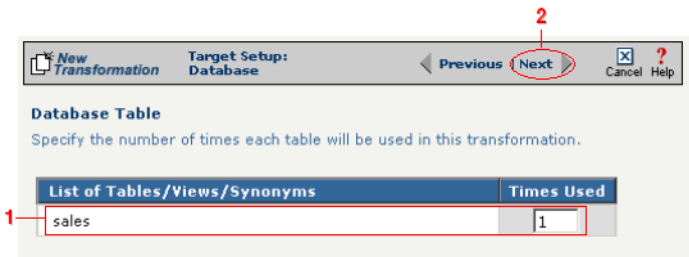 2
New
Transformation
Target Setup:
Database
Previous
Next
Cancel
?
Help
Database Table
Specify the number of times each table will be used in this transformation.
List of Tables/Views/Synonyms Times Used
1
sales 1